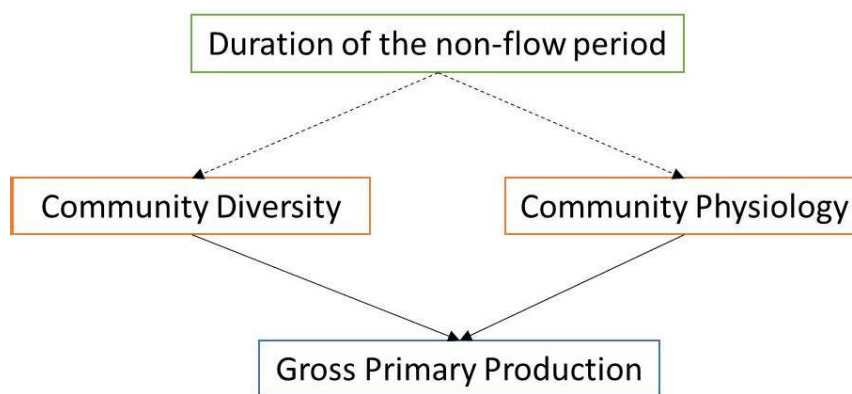 Duration of the non-flow period
Community Diversity
Community Physiology
Gross Primary Production